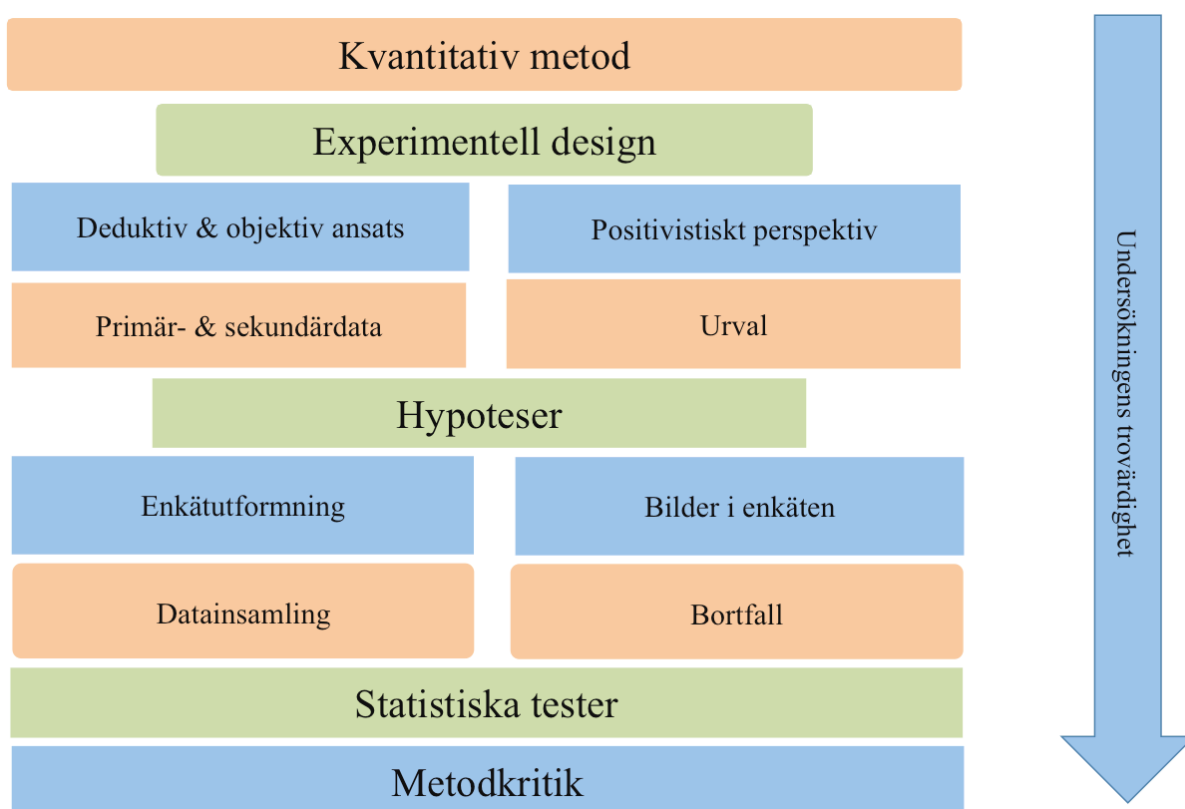 Kvantitativ metod
Experimentell design
Deduktiv & objektiv ansats
Positivistiskt perspektiv
Primär- & sekundärdata
Urval
Hypoteser
Enkätutformning
Bilder i enkäten
Datainsamling
Bortfall
Statistiska tester
Metodkritik
Undersökningens trovärdighet